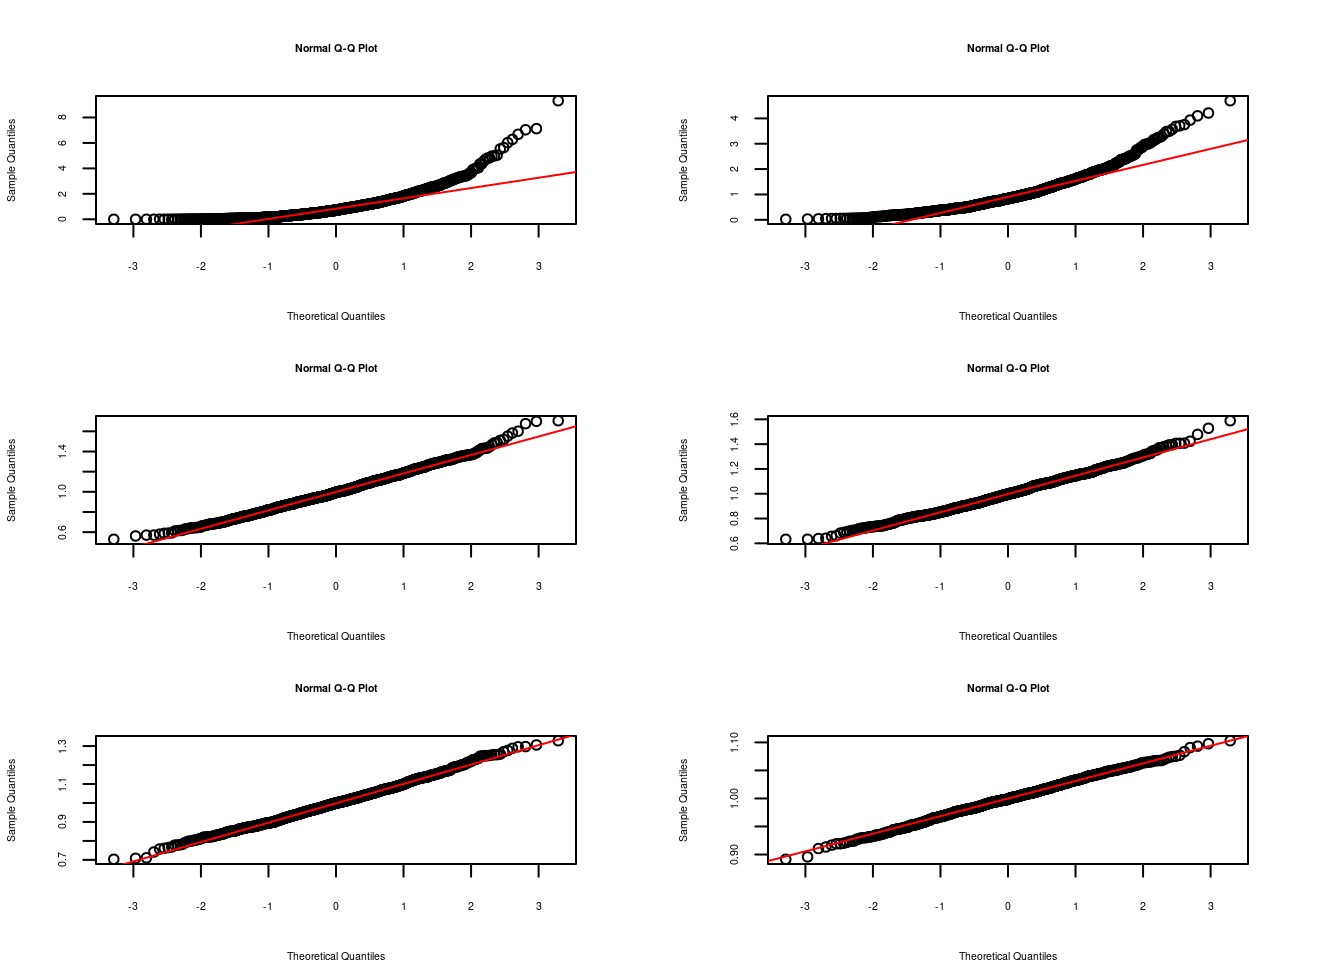 Normal Q-Q Plot
Sample Quantiles
8
6
4
2
0
-3 -2 -1 0 1 2 3
Theoretical Quantiles
Normal Q-Q Plot
Sample Quantiles
4
3
2
1
0
-3 -2 -1 0 1 2 3
Theoretical Quantiles
Normal Q-Q Plot
Sample Quantiles
1.4
1.0
0.6
-3 -2 -1 0 1 2 3
Theoretical Quantiles
Normal Q-Q Plot
Sample Quantiles
1.6
1.4
1.2
1.0
0.8
0.6
-3 -2 -1 0 1 2 3
Theoretical Quantiles
Normal Q-Q Plot
Sample Quantiles
1.3
1.1
0.9
0.7
-3 -2 -1 0 1 2 3
Theoretical Quantiles
Normal Q-Q Plot
Sample Quantiles
1.10
1.00
0.90
-3 -2 -1 0 1 2 3
Theoretical Quantiles